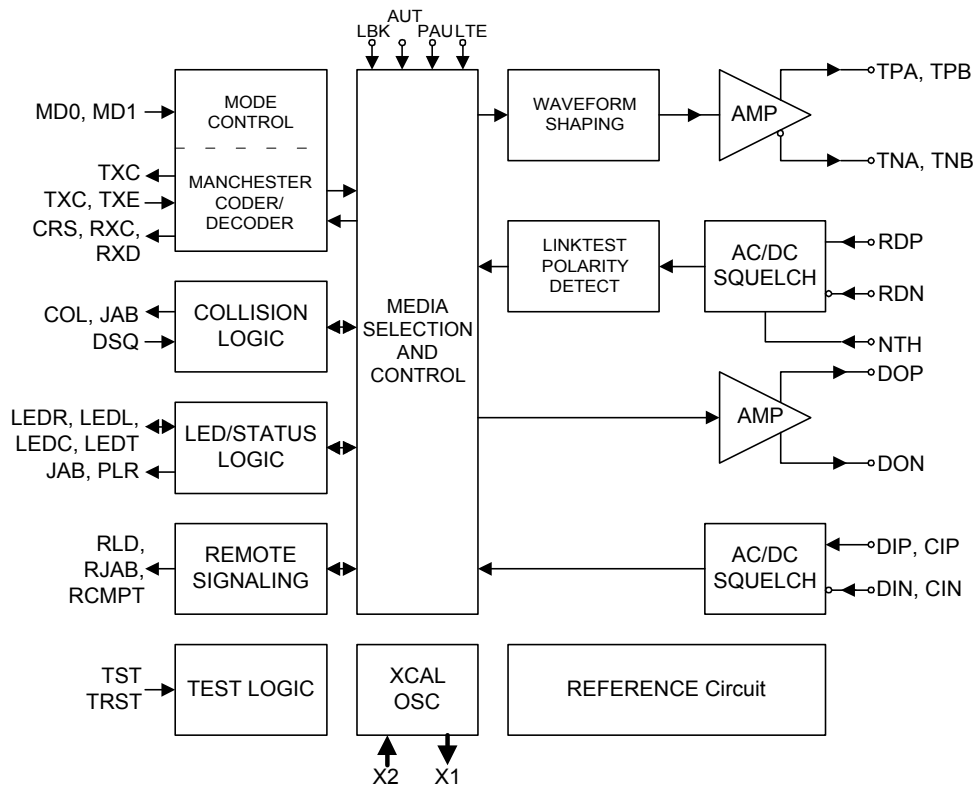 AUT
LBK
PAU
LTE
MD0, MD1
MODE
CONTROL
TXC
TXC, TXE
CRS, RXC,
RXD
MANCHESTER
CODER/
DECODER
COL, JAB
DSQ
COLLISION
LOGIC
LEDR, LEDL,
LEDC, LEDT
JAB, PLR
LED/STATUS
LOGIC
RLD,
RJAB,
RCMPT
REMOTE
SIGNALING
TST
TRST
TEST LOGIC
MEDIA
SELECTION
AND
CONTROL
XCAL
OSC
X2
X1
WAVEFORM
SHAPING
AMP
TPA, TPB
TNA, TNB
LINKTEST
POLARITY
DETECT
AC/DC
SQUELCH
RDP
RDN
NTH
AMP
DOP
DON
AC/DC
SQUELCH
DIP, CIP
DIN, CIN
REFERENCE Circuit